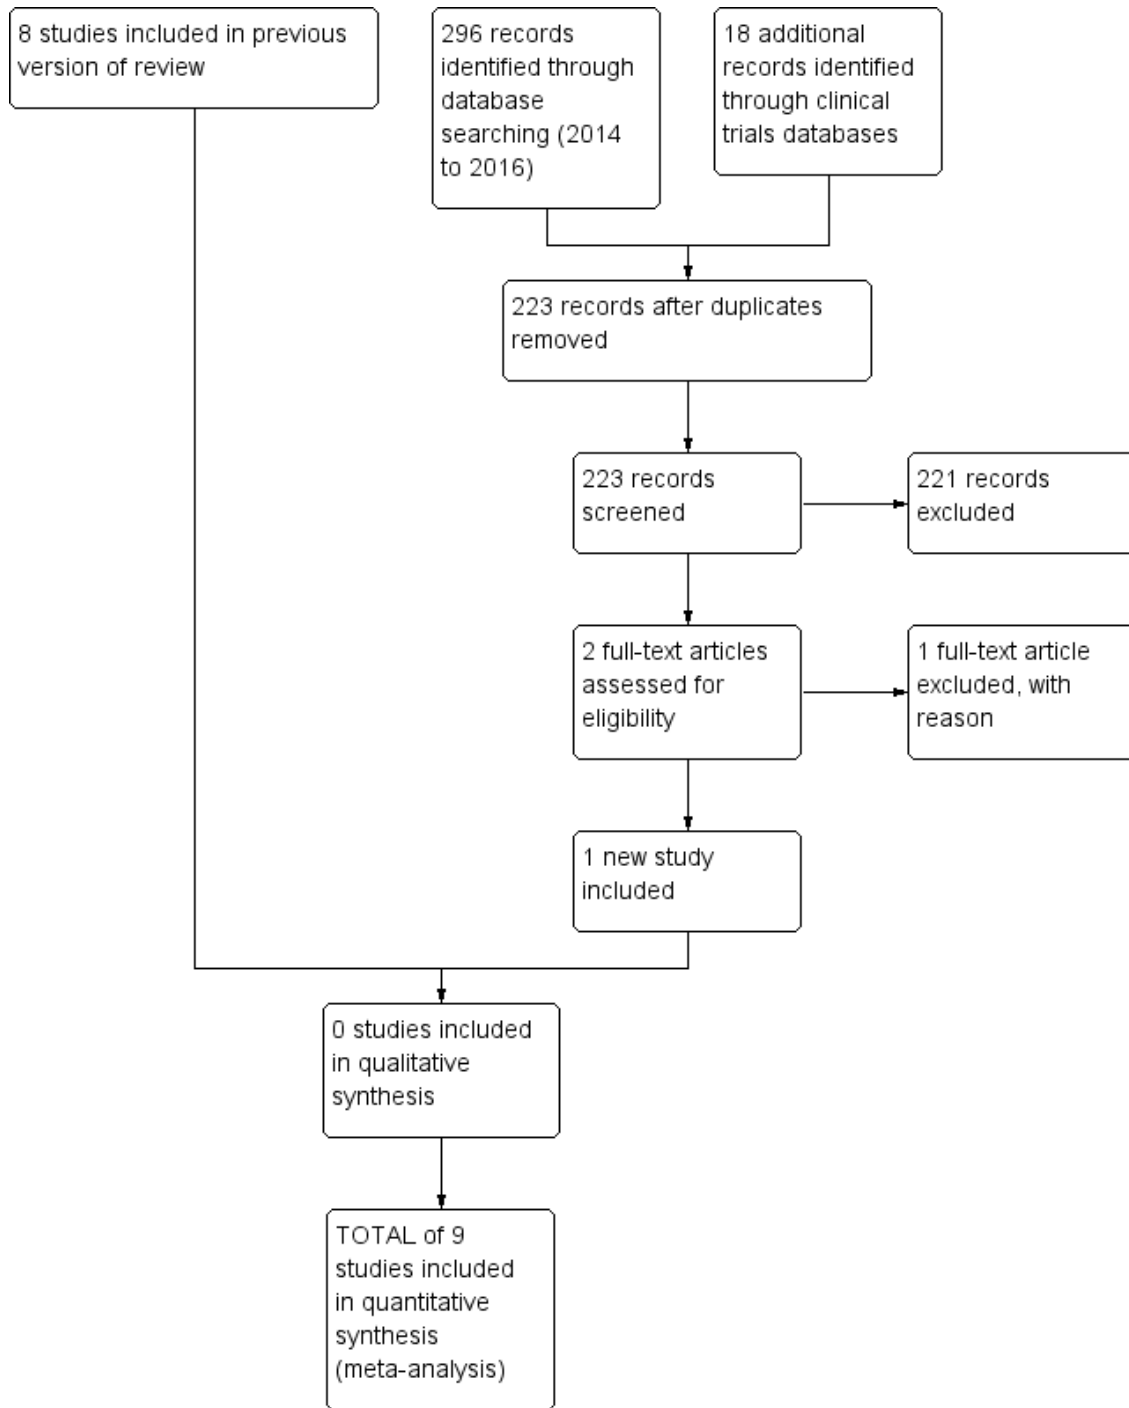 8 studies included in previous
version of review
296 records
identified through
database
searching (2014
to 2016)
18 additional
records identified
through clinical
trials databases
223 records after duplicates
removed
223 records
screened
221 records
excluded
2 full-text articles
assessed for
eligibility
1 full-text article
excluded, with
reason
1 new study
included
0 studies included
in qualitative
synthesis
TOTAL of 9
studies included
in quantitative
synthesis
(meta-analysis)